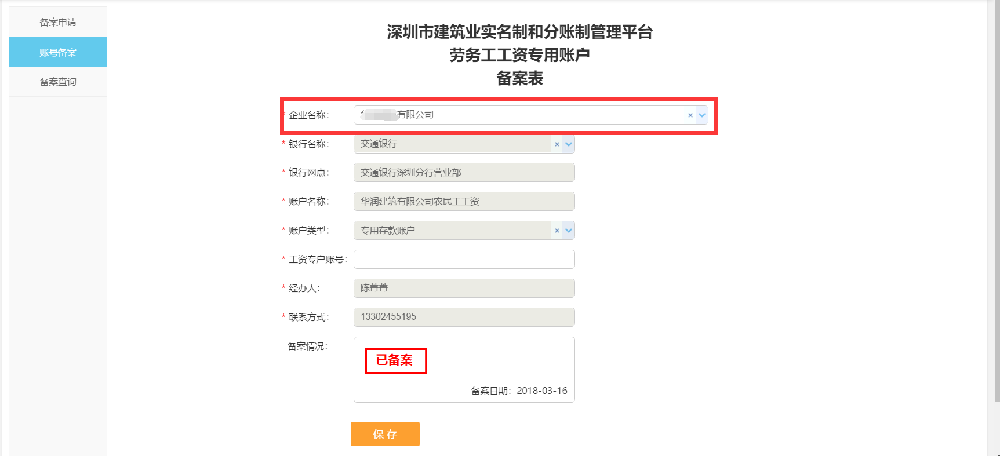 备案申请
账号备案
备案查询
深圳市建筑业实名制和分账制管理平台
劳务工工资专用账户
备案表
* 企业名称： 有限公司 ×
* 银行名称： 交通银行 ×
* 银行网点： 交通银行深圳分行营业部
* 账户名称： 华润建筑有限公司农民工工资
* 账户类型： 专用存款账户 ×
* 工资专户账号：
* 经办人： 陈菁菁
* 联系方式： 13302455195
备案情况：
已备案
备案日期：2018-03-16
保 存